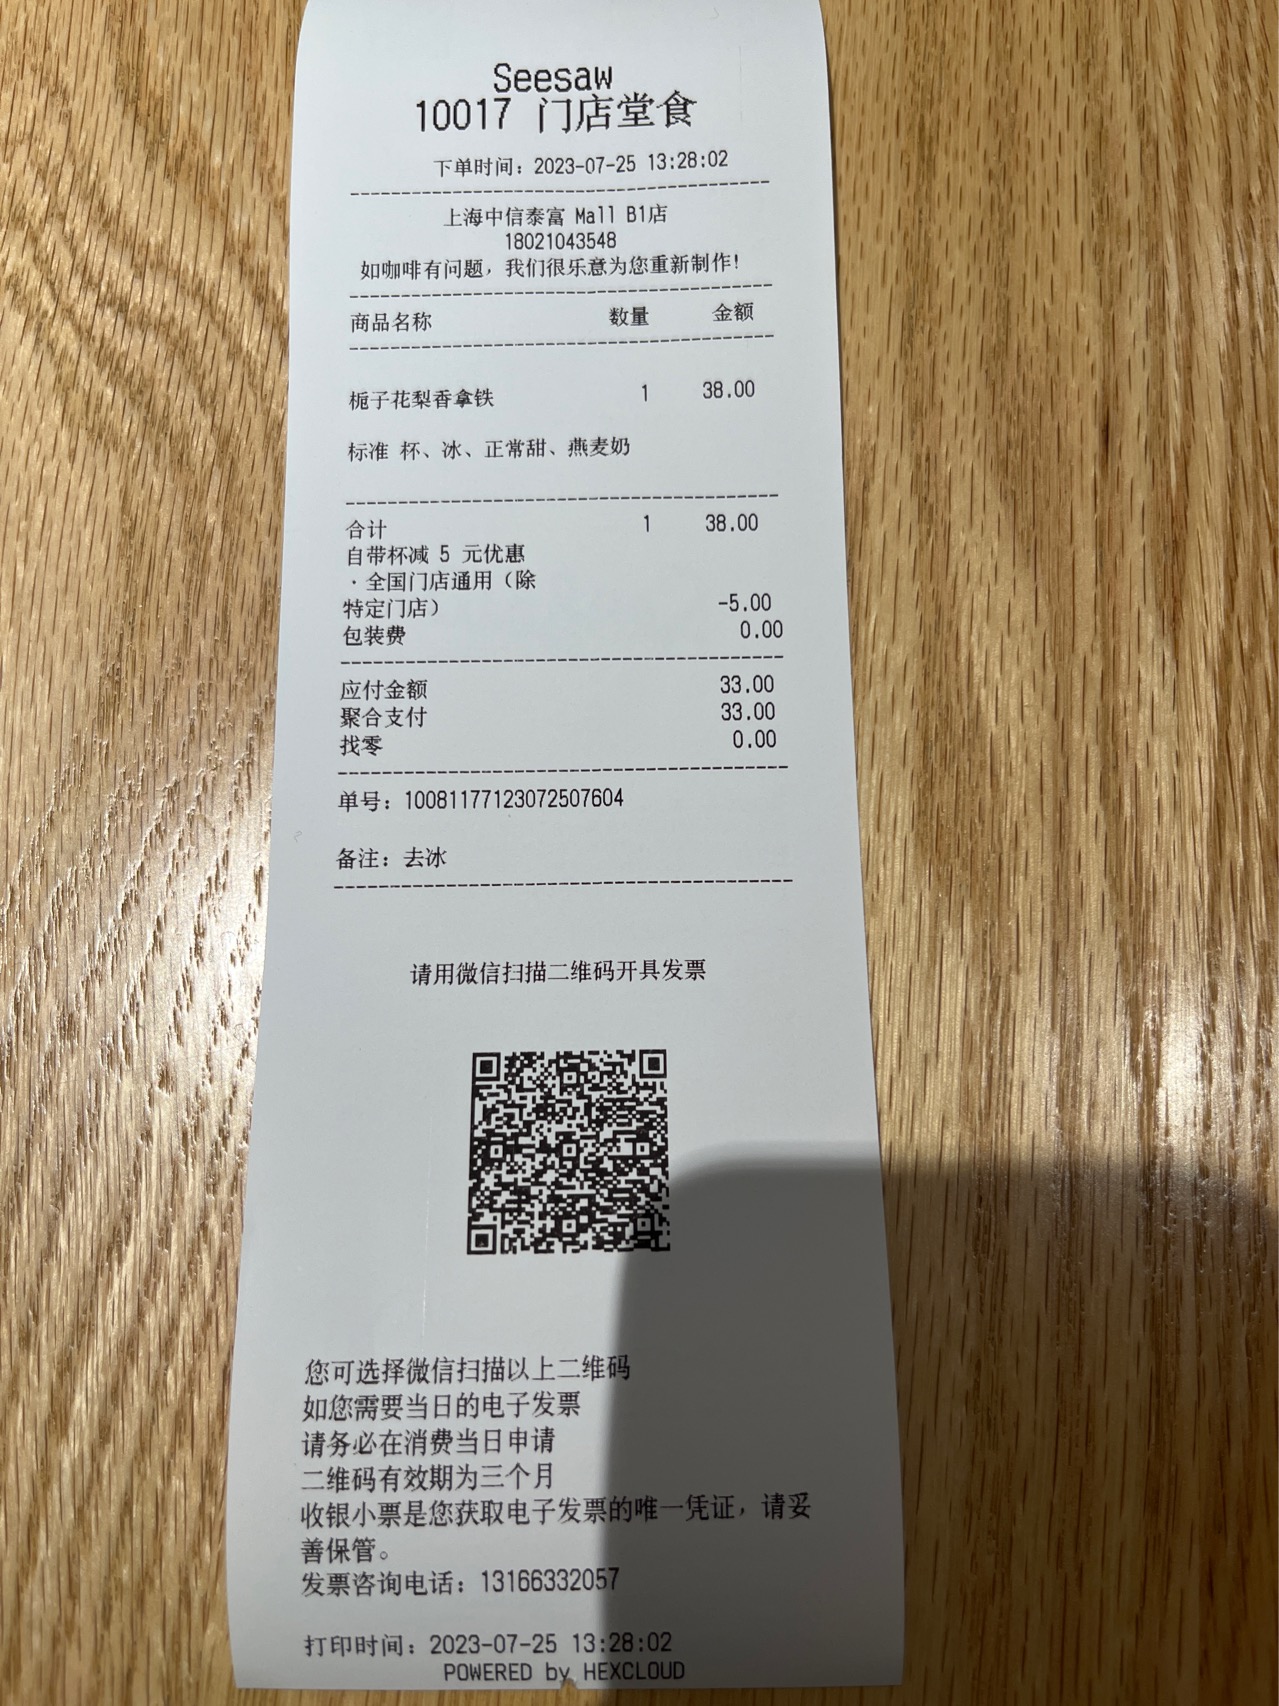 Seesaw
10017 门店堂食
下单时间：2023-07-25 13:28:02
上海中信泰富 Mall B1店
18021043548
如咖啡有问题，我们很乐意为您重新制作！
商品名称 数量 金额
栀子花梨香拿铁 1 38.00
标准 杯、冰、正常甜、燕麦奶
合计 1 38.00
自带杯减 5 元优惠
·全国门店通用（除
特定门店） -5.00
包装费 0.00
应付金额 33.00
聚合支付 33.00
找零 0.00
单号：10081177123072507604
备注：去冰
请用微信扫描二维码开具发票
您可选择微信扫描以上二维码
如您需要当日的电子发票
请务必在消费当日申请
二维码有效期为三个月
收银小票是您获取电子发票的唯一凭证，请妥
善保管。
发票咨询电话：13166332057
打印时间：2023-07-25 13:28:02
POWERED by HEXCLOUD